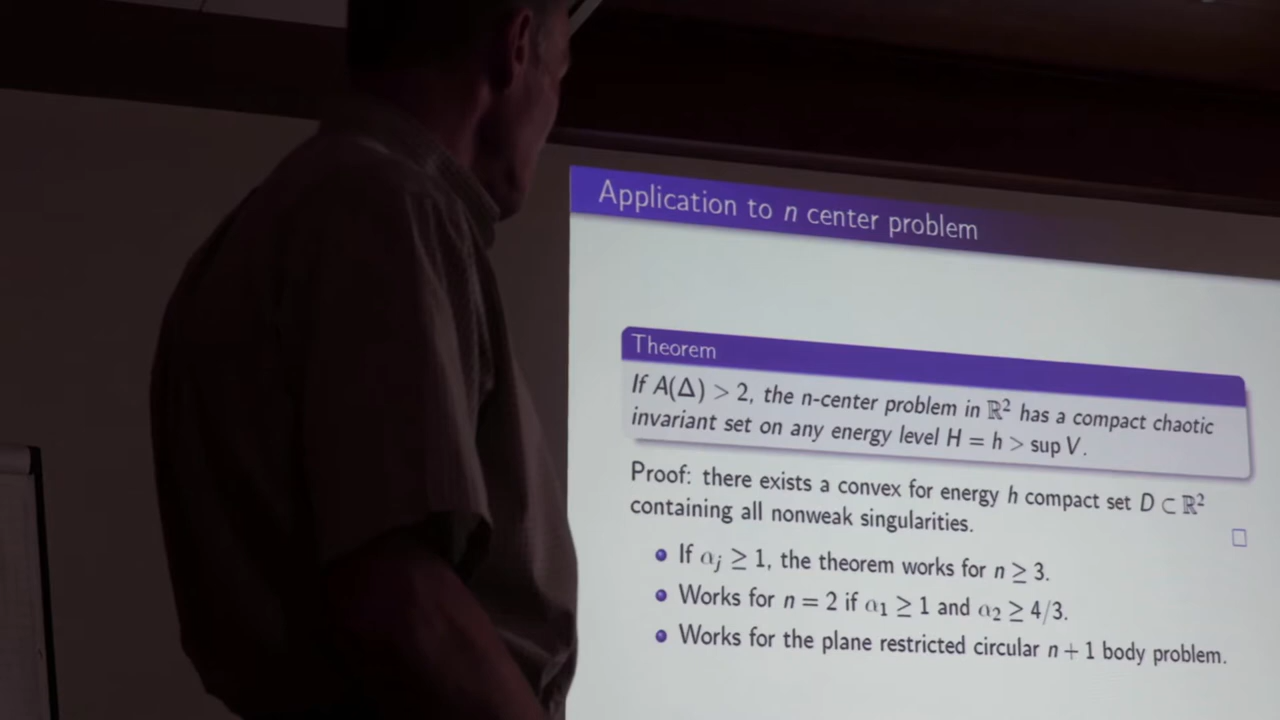 Application to n center problem
Theorem
If A(Δ) > 2, the n-center problem in ℝ² has a compact chaotic
invariant set on any energy level H = h > sup V.
Proof: there exists a convex for energy h compact set D ⊂ ℝ²
containing all nonweak singularities. □
• If αⱼ ≥ 1, the theorem works for n ≥ 3.
• Works for n = 2 if α₁ ≥ 1 and α₂ ≥ 4/3.
• Works for the plane restricted circular n + 1 body problem.